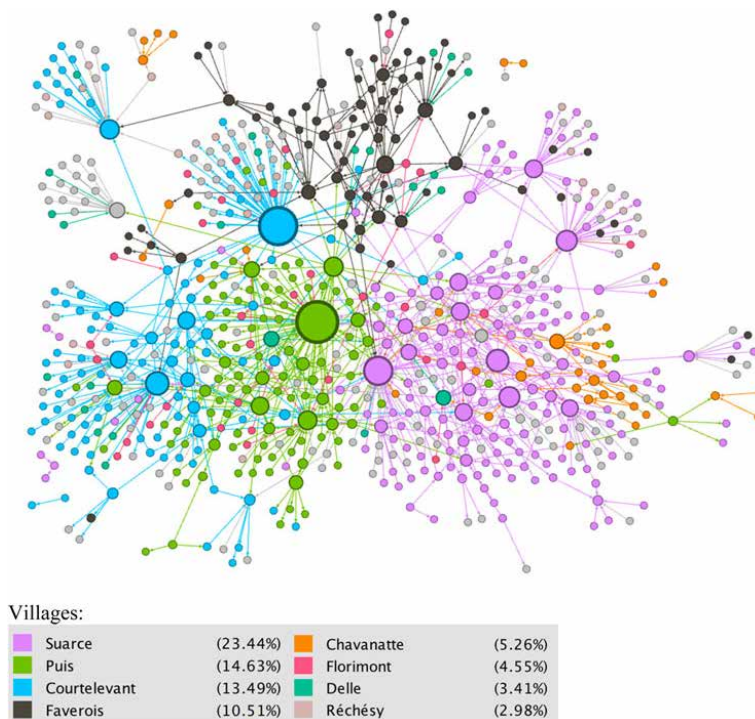 Villages:
Suarce (23.44%) Chavanatte (5.26%)
Puis (14.63%) Florimont (4.55%)
Courtelevant (13.49%) Delle (3.41%)
Faverois (10.51%) Réchésy (2.98%)